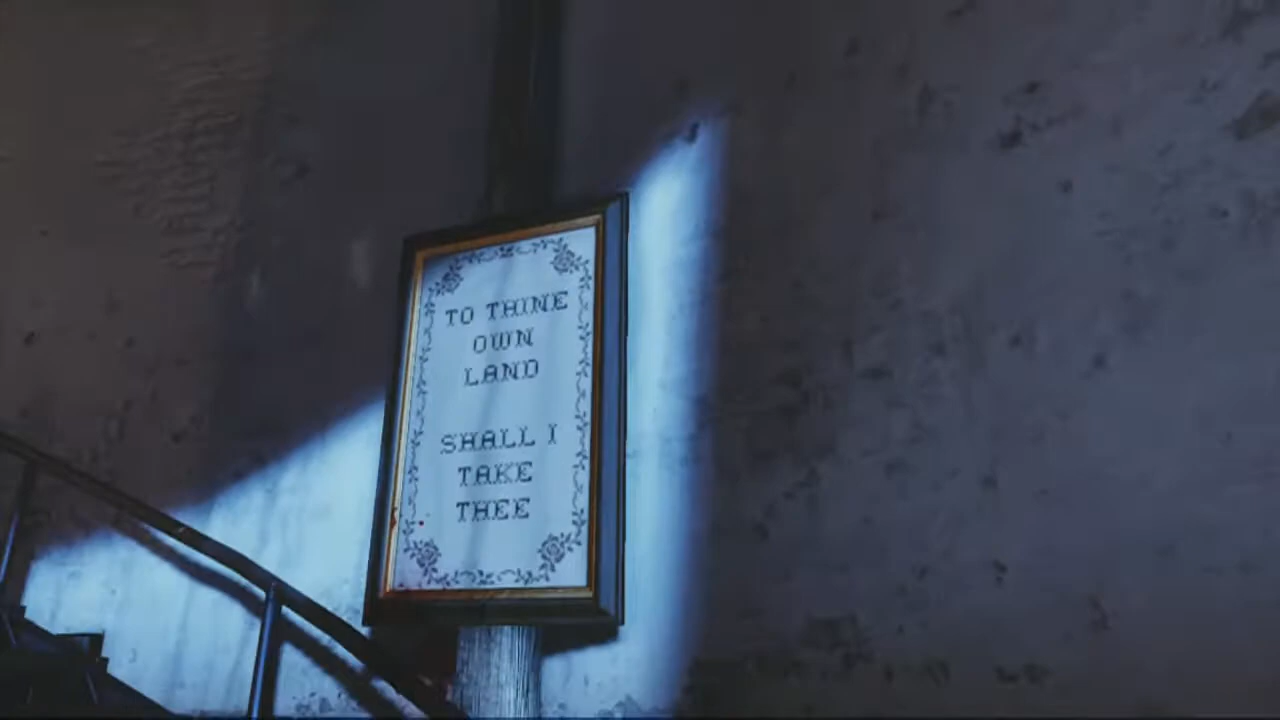 TO THINE
OWN
LAND
SHALL I
TAKE
THEE